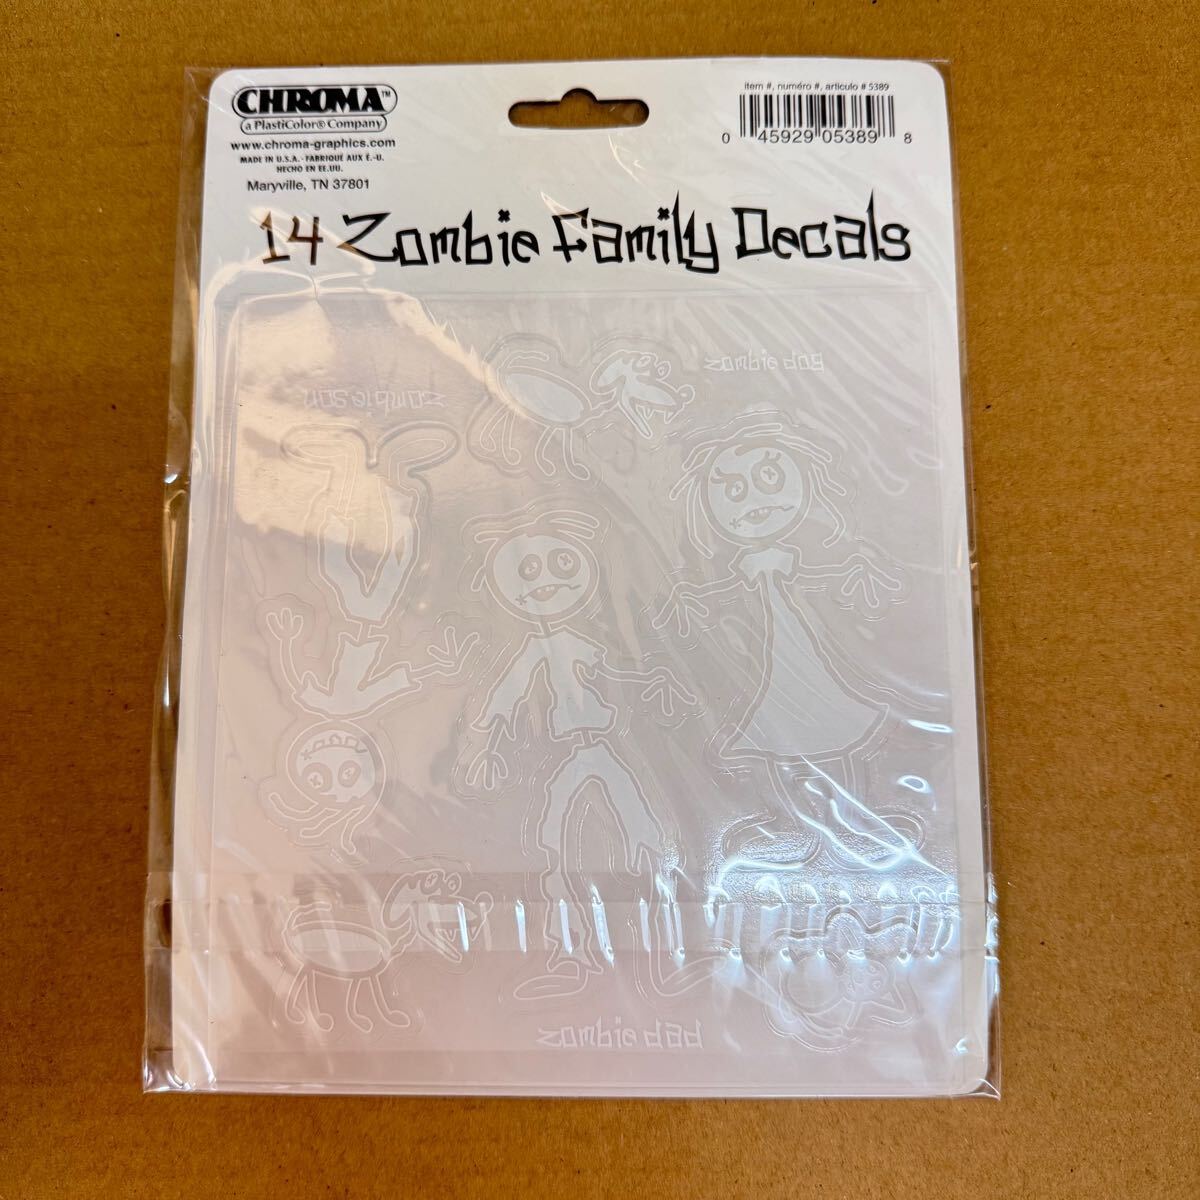 CHROMA™
a PlastiColor® Company
www.chroma-graphics.com
MADE IN U.S.A. - FABRIQUÉ AUX É.-U.
HECHO EN EE.UU.
Maryville, TN 37801
item #, numéro #, articulo # 5389
0 45929 05389 8
14 Zombie Family Decals
zombie dog
zombie son
zombie dad